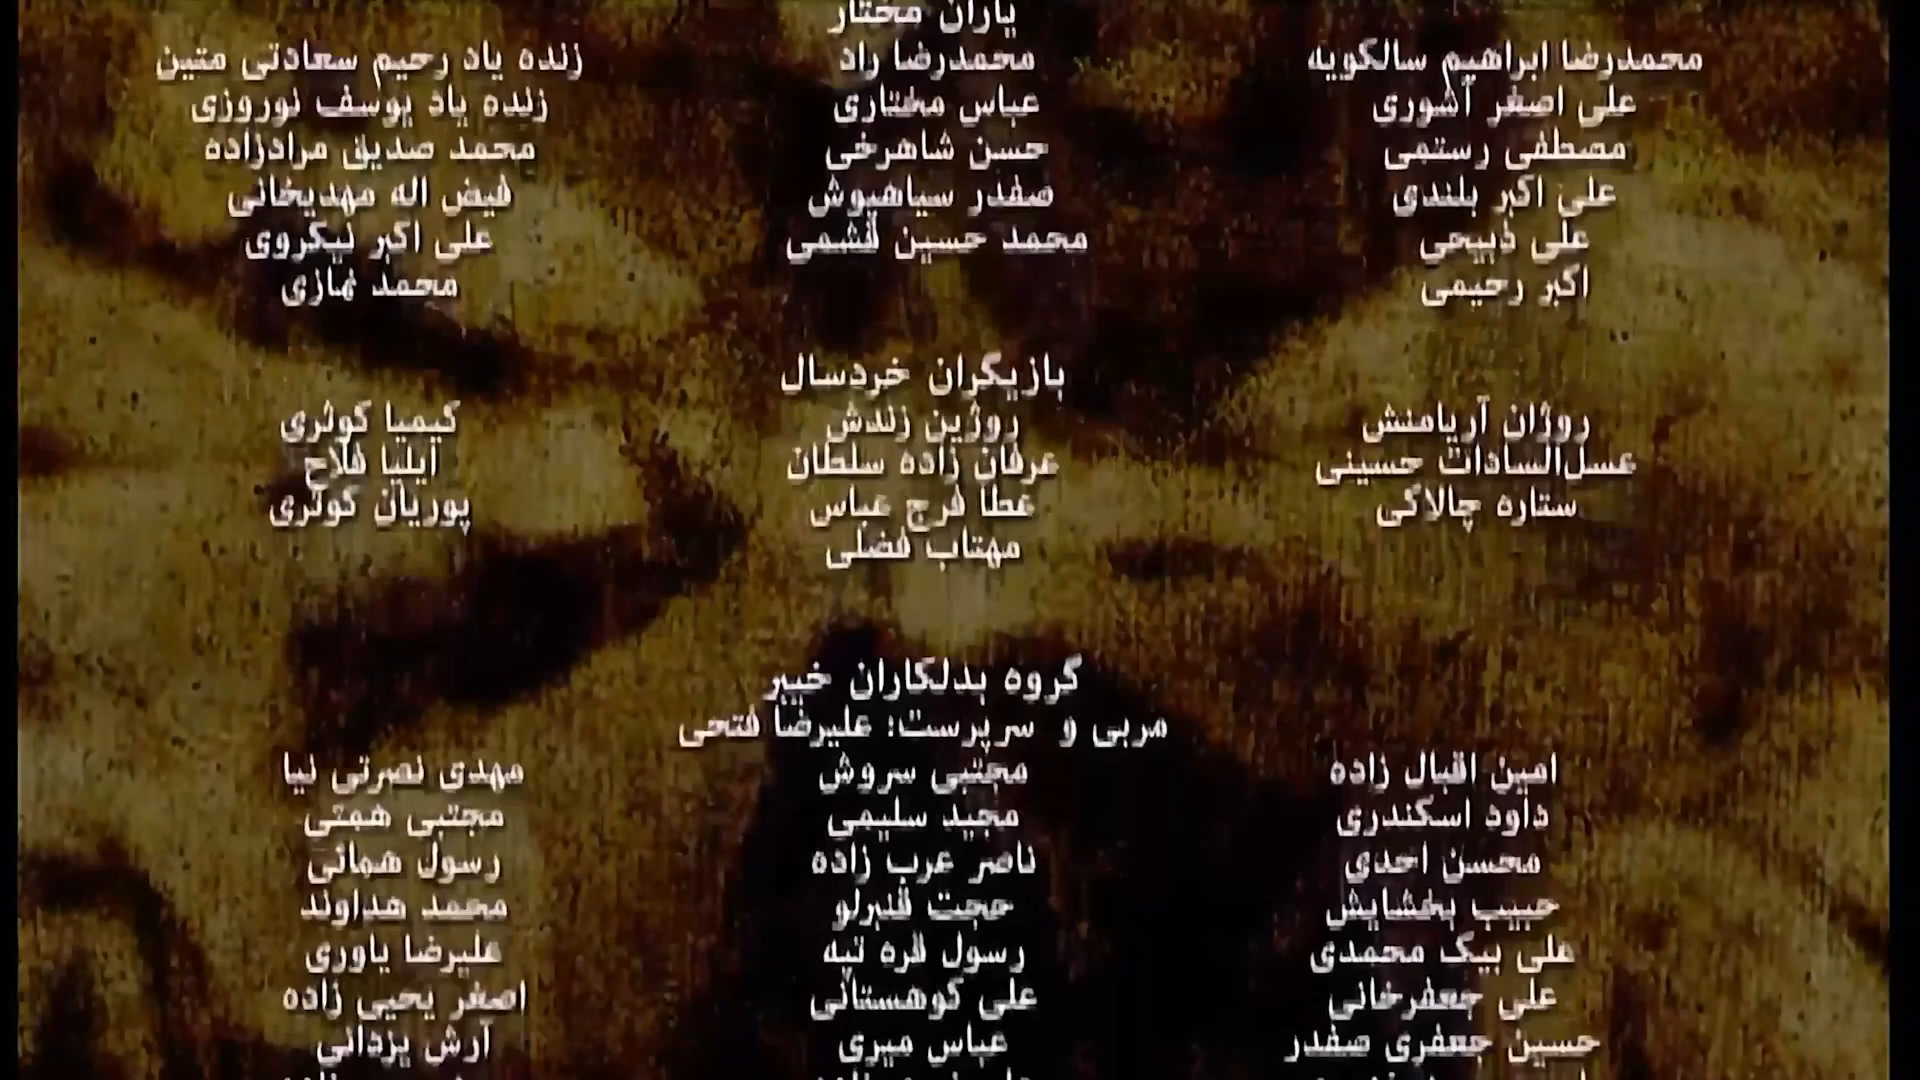 یاران مختار
محمدرضا ابراهیم سالکویه
محمدرضا راد
زنده یاد رحیم سعادتی متین
علی اصغر آشوری
عباس مختاری
زنده یاد یوسف نوروزی
مصطفی رستمی
حسن شاهرخی
محمد صدیق مرادزاده
علی اکبر بلندی
صفدر سیاهپوش
فیض اله مهدیخانی
علی ذبیحی
محمد حسین قشمی
علی اکبر نیکروی
اکبر رحیمی
محمد نمازی
بازیگران خردسال
روژان آریامنش
روژین زندش
کیمیا کوثری
عسل‌السادات حسینی
عرفان زاده سلطان
ایلیا فلاح
ستاره چالاکی
عطا فرج عباس
پوریان کوثری
مهتاب فضلی
گروه بدلکاران خیبر
مربی و سرپرست: علیرضا فتحی
امین اقبال زاده
مجتبی سروش
مهدی نصرتی نیا
داود اسکندری
مجید سلیمی
مجتبی همتی
محسن احدی
ناصر عرب زاده
رسول همائی
حبیب بخشایش
حجت قنبرلو
محمد هداوند
علی بیک محمدی
رسول قره تپه
علیرضا یاوری
علی جعفرخانی
علی کوهستانی
اصغر یحیی زاده
حسین جعفری صفدر
عباس میری
آرش یزدانی